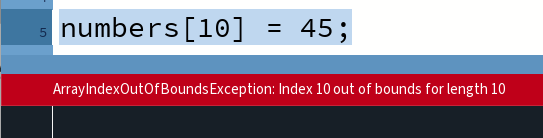 5 numbers[10] = 45;
ArrayIndexOutOfBoundsException: Index 10 out of bounds for length 10